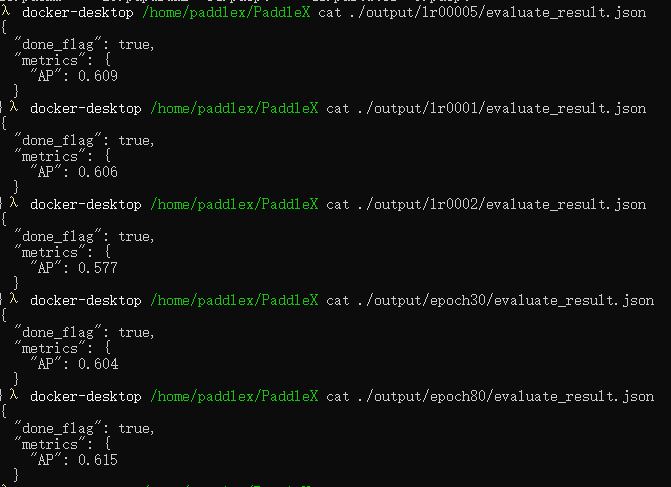 λ docker-desktop /home/paddlex/PaddleX cat ./output/lr00005/evaluate_result.json
{
"done_flag": true,
"metrics": {
"AP": 0.609
}
} λ docker-desktop /home/paddlex/PaddleX cat ./output/lr0001/evaluate_result.json
{
"done_flag": true,
"metrics": {
"AP": 0.606
}
} λ docker-desktop /home/paddlex/PaddleX cat ./output/lr0002/evaluate_result.json
{
"done_flag": true,
"metrics": {
"AP": 0.577
}
} λ docker-desktop /home/paddlex/PaddleX cat ./output/epoch30/evaluate_result.json
{
"done_flag": true,
"metrics": {
"AP": 0.604
}
} λ docker-desktop /home/paddlex/PaddleX cat ./output/epoch80/evaluate_result.json
{
"done_flag": true,
"metrics": {
"AP": 0.615
}